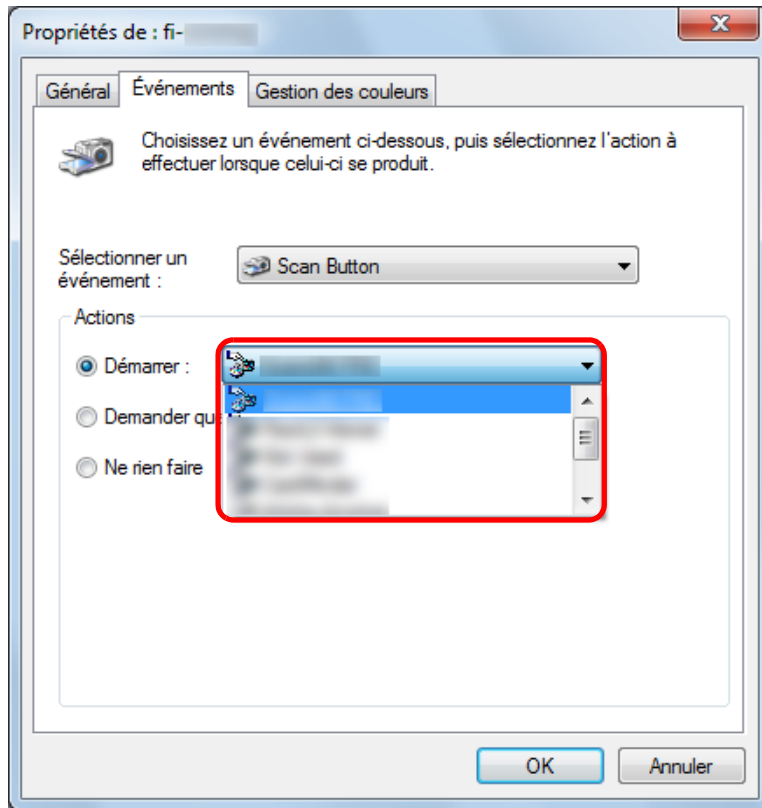 Propriétés de : fi-
Général
Événements
Gestion des couleurs
Choisissez un événement ci-dessous, puis sélectionnez l'action à
effectuer lorsque celui-ci se produit.
Sélectionner un
événement :
Scan Button
Actions
Démarrer :
Demander que
Ne rien faire
OK
Annuler